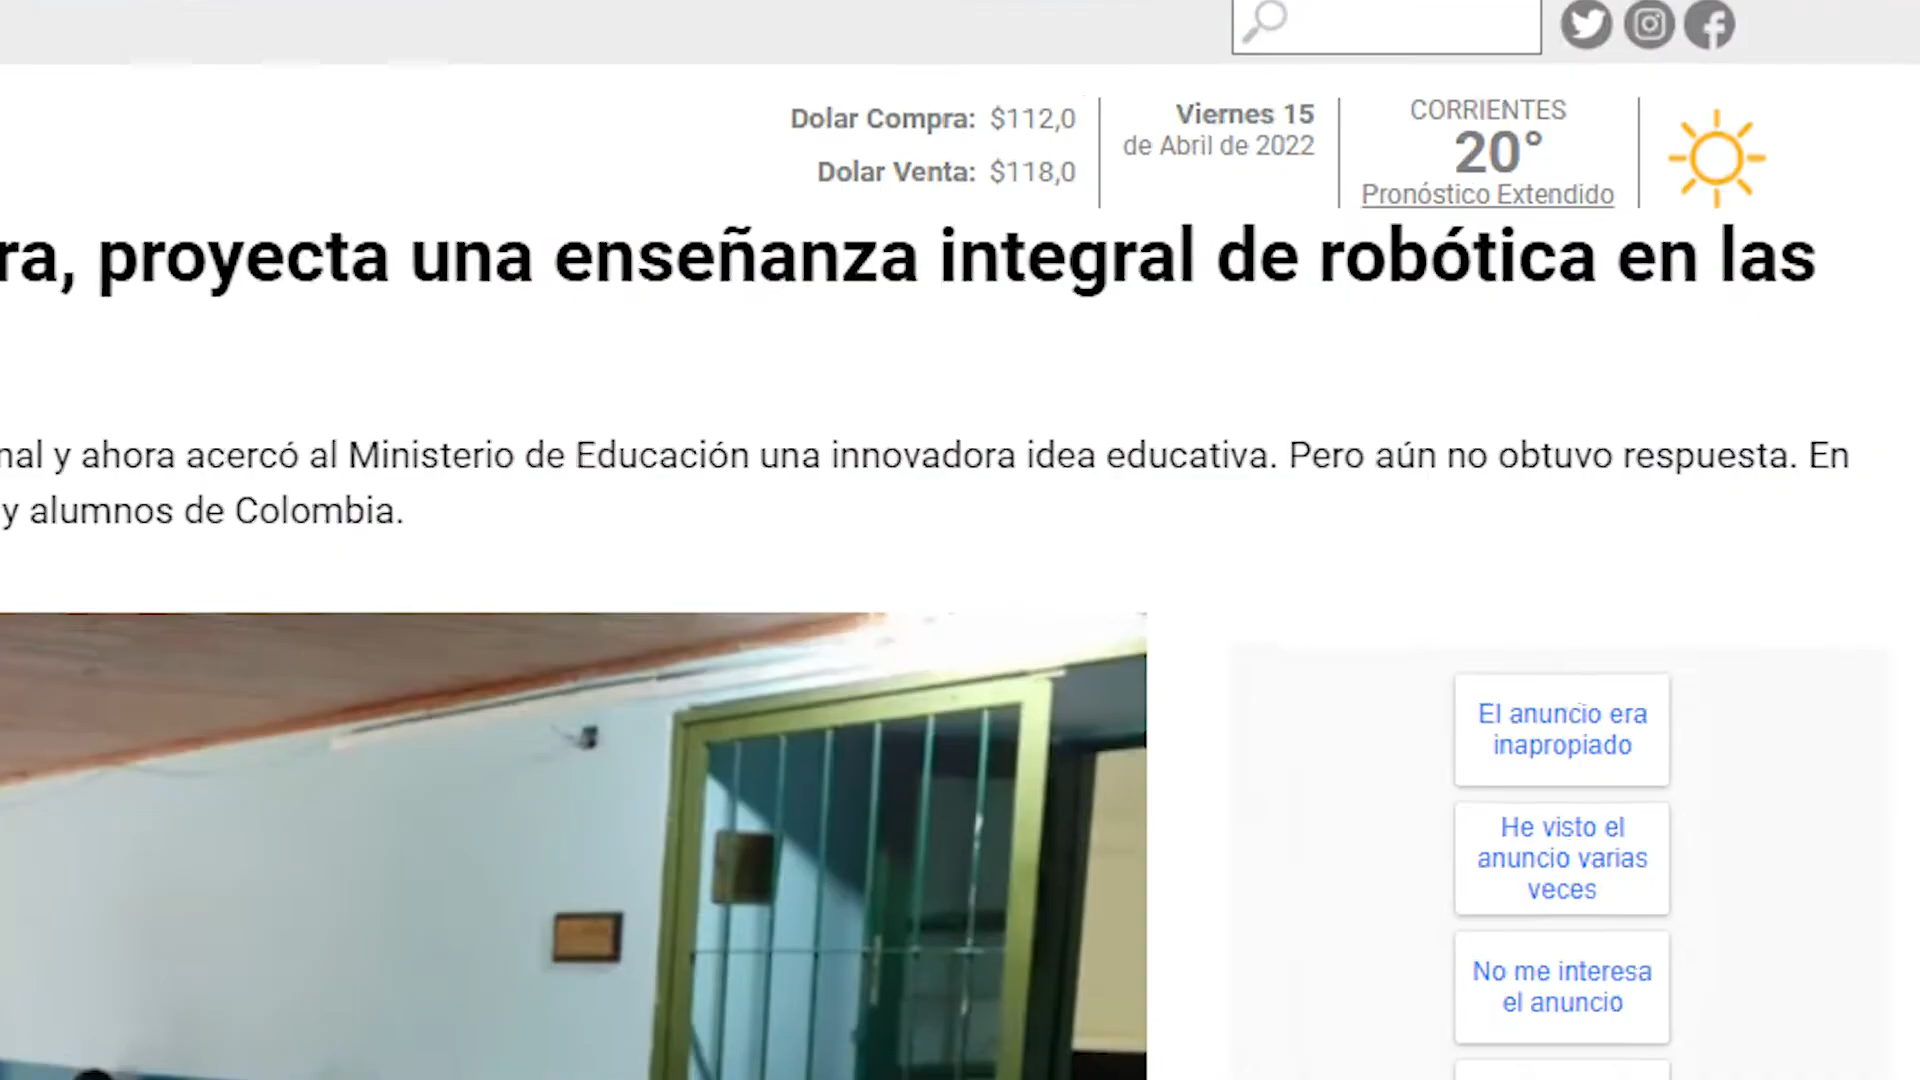 Dolar Compra: $112,0
Dolar Venta: $118,0
Viernes 15
de Abril de 2022
CORRIENTES
20°
Pronóstico Extendido
ra, proyecta una enseñanza integral de robótica en las
nal y ahora acercó al Ministerio de Educación una innovadora idea educativa. Pero aún no obtuvo respuesta. En
y alumnos de Colombia.
El anuncio era
inapropiado
He visto el
anuncio varias
veces
No me interesa
el anuncio